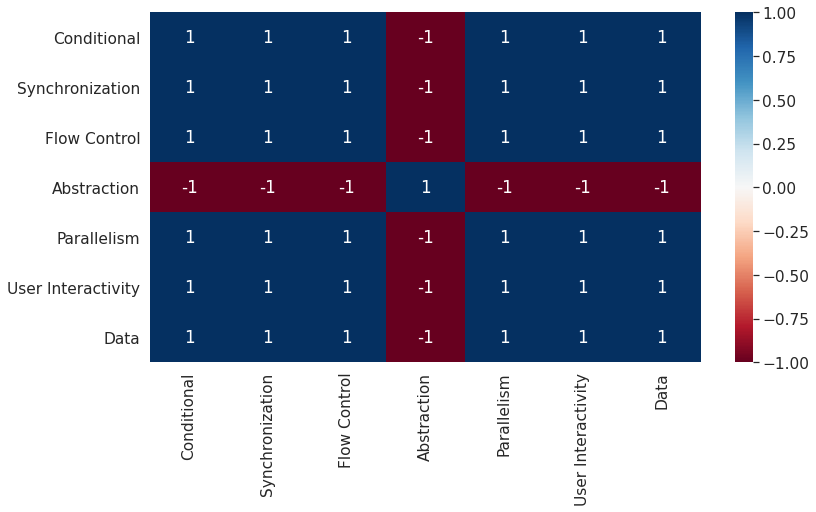 Conditional 1 1 1 -1 1 1 1
Synchronization 1 1 1 -1 1 1 1
Flow Control 1 1 1 -1 1 1 1
Abstraction -1 -1 -1 1 -1 -1 -1
Parallelism 1 1 1 -1 1 1 1
User Interactivity 1 1 1 -1 1 1 1
Data 1 1 1 -1 1 1 1
Conditional
Synchronization
Flow Control
Abstraction
Parallelism
User Interactivity
Data
1.00
0.75
0.50
0.25
0.00
−0.25
−0.50
−0.75
−1.00